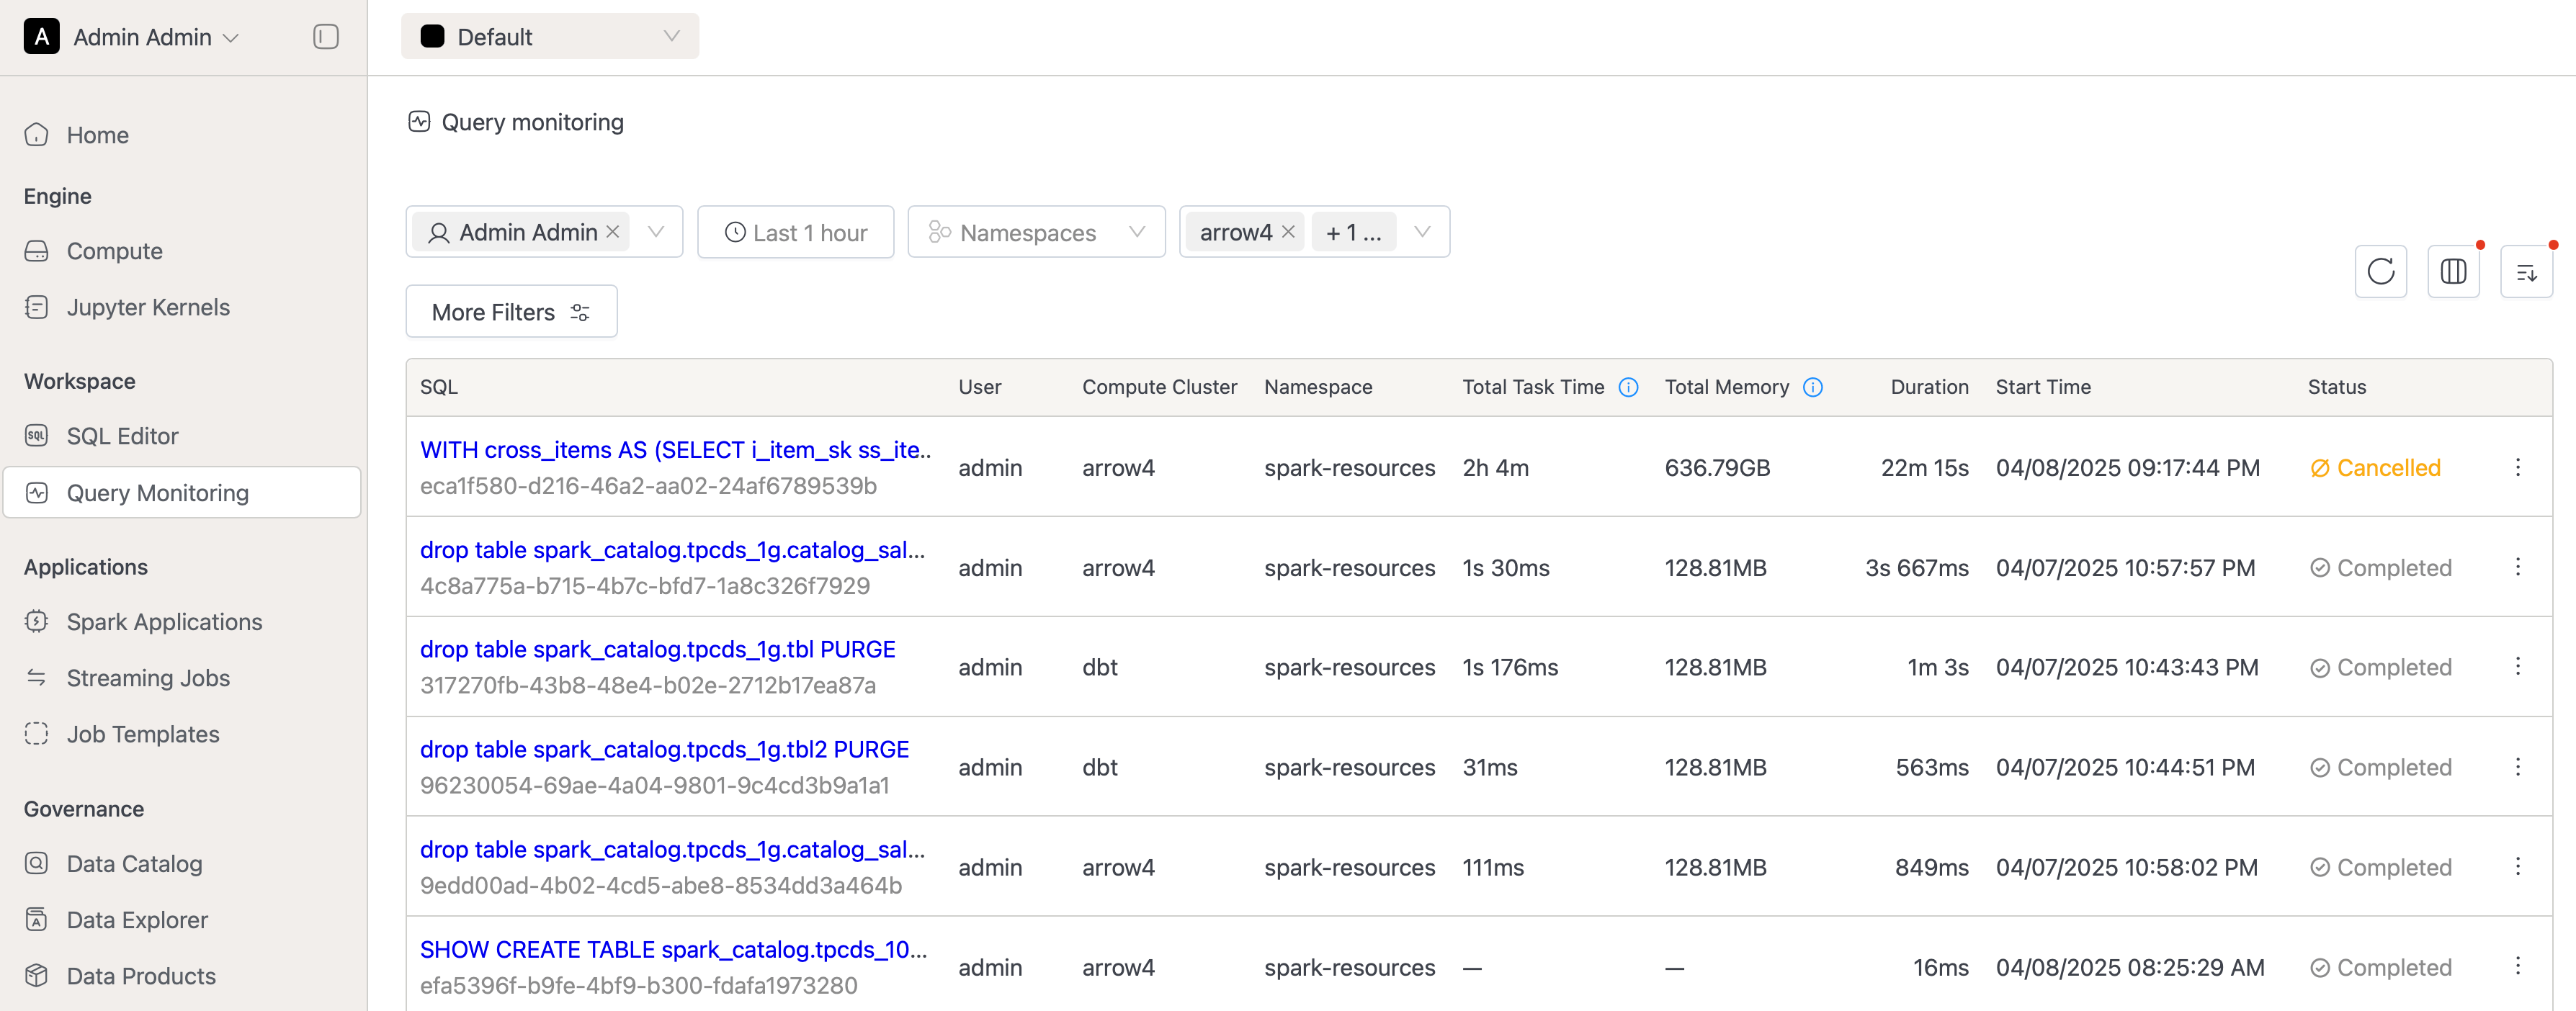 A Admin Admin
Default
Home
Engine
Compute
Jupyter Kernels
Workspace
SQL SQL Editor
Query Monitoring
Applications
Spark Applications
Streaming Jobs
Job Templates
Governance
Data Catalog
A Data Explorer
Data Products
Query monitoring
Admin Admin
Last 1 hour
Namespaces
arrow4
+ 1 ...
More Filters
SQL User Compute Cluster Namespace Total Task Time Total Memory Duration Start Time Status
WITH cross_items AS (SELECT i_item_sk ss_ite...
eca1f580-d216-46a2-aa02-24af6789539b
admin arrow4 spark-resources 2h 4m 636.79GB 22m 15s 04/08/2025 09:17:44 PM Cancelled
drop table spark_catalog.tpcds_1g.catalog_sal...
4c8a775a-b715-4b7c-bfd7-1a8c326f7929
admin arrow4 spark-resources 1s 30ms 128.81MB 3s 667ms 04/07/2025 10:57:57 PM Completed
drop table spark_catalog.tpcds_1g.tbl PURGE
317270fb-43b8-48e4-b02e-2712b17ea87a
admin dbt spark-resources 1s 176ms 128.81MB 1m 3s 04/07/2025 10:43:43 PM Completed
drop table spark_catalog.tpcds_1g.tbl2 PURGE
96230054-69ae-4a04-9801-9c4cd3b9a1a1
admin dbt spark-resources 31ms 128.81MB 563ms 04/07/2025 10:44:51 PM Completed
drop table spark_catalog.tpcds_1g.catalog_sal...
9edd00ad-4b02-4cd5-abe8-8534dd3a464b
admin arrow4 spark-resources 111ms 128.81MB 849ms 04/07/2025 10:58:02 PM Completed
SHOW CREATE TABLE spark_catalog.tpcds_10...
efa5396f-b9fe-4bf9-b300-fdafa1973280
admin arrow4 spark-resources — — 16ms 04/08/2025 08:25:29 AM Completed